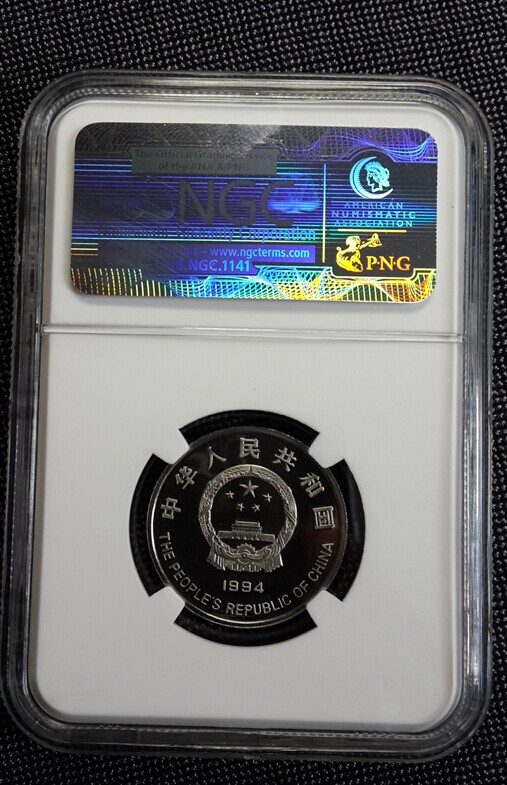 The Official Grading Service
of the ANA & PNG
NGC
Corporation
www.ngcterms.com
NGC.1141
AMERICAN
NUMISMATIC
ASSOCIATION
P·N·G
中华人民共和国
1994
THE PEOPLE'S REPUBLIC OF CHINA